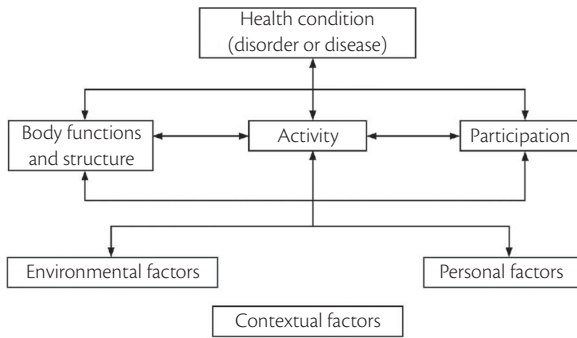 Health condition
(disorder or disease)
Body functions
and structure
Activity
Participation
Environmental factors
Personal factors
Contextual factors